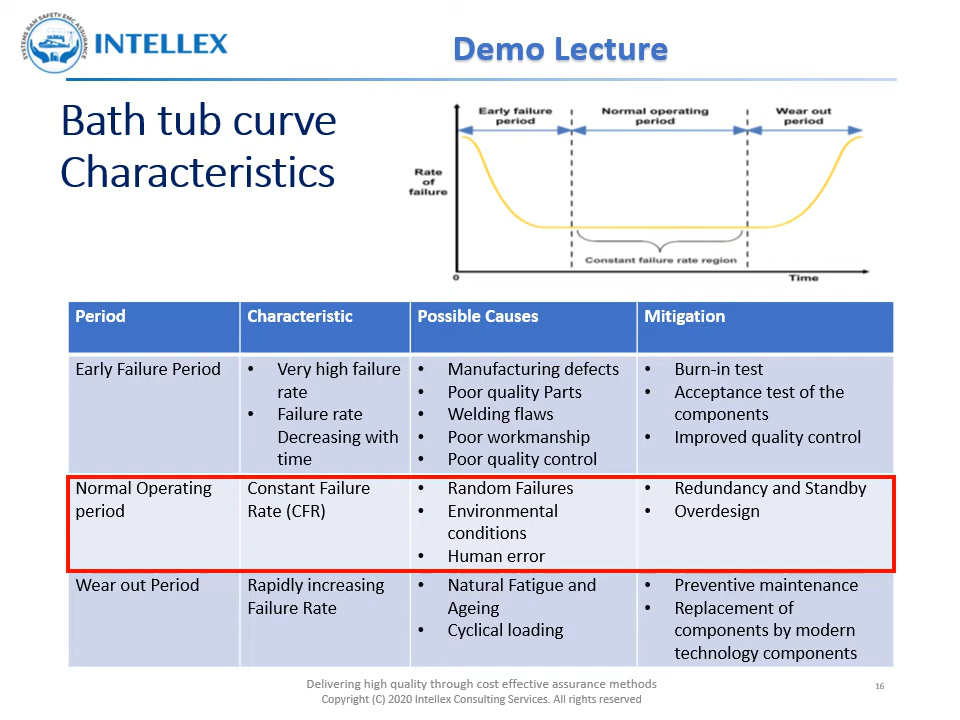 SYSTEMS RAM SAFETY EMC ASSURANCE
INTELLEX
Demo Lecture
Bath tub curve
Characteristics
Early failure
period
Normal operating
period
Wear out
period
Rate
of
failure
Constant failure rate region
0
Time
Period
Characteristic
Possible Causes
Mitigation
Early Failure Period
• Very high failure
rate
• Failure rate
Decreasing with
time
• Manufacturing defects
• Poor quality Parts
• Welding flaws
• Poor workmanship
• Poor quality control
• Burn-in test
• Acceptance test of the
components
• Improved quality control
Normal Operating
period
Constant Failure
Rate (CFR)
• Random Failures
• Environmental
conditions
• Human error
• Redundancy and Standby
• Overdesign
Wear out Period
Rapidly increasing
Failure Rate
• Natural Fatigue and
Ageing
• Cyclical loading
• Preventive maintenance
• Replacement of
components by modern
technology components
Delivering high quality through cost effective assurance methods
Copyright (C) 2020 Intellex Consulting Services. All rights reserved
16